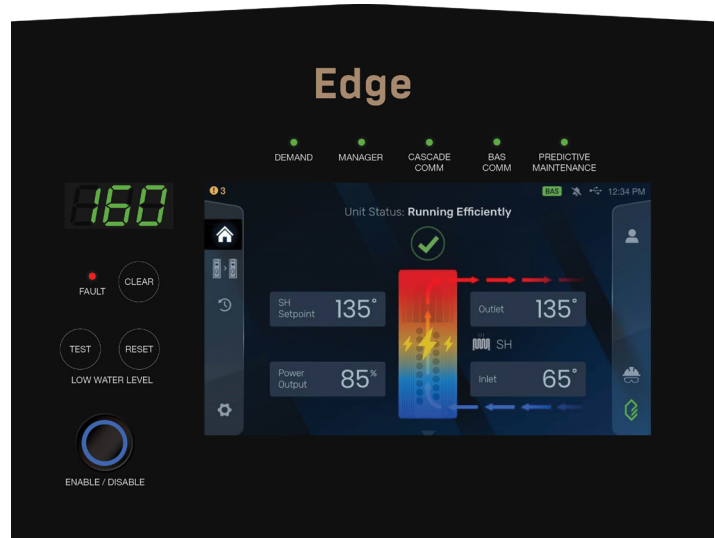 Edge
DEMAND
MANAGER
CASCADE
COMM
BAS
COMM
PREDICTIVE
MAINTENANCE
160
3
BAS
12:34 PM
Unit Status: Running Efficiently
FAULT
CLEAR
SH
Setpoint
135°
Outlet
135°
SH
TEST
RESET
LOW WATER LEVEL
Power
Output
85%
Inlet
65°
ENABLE / DISABLE